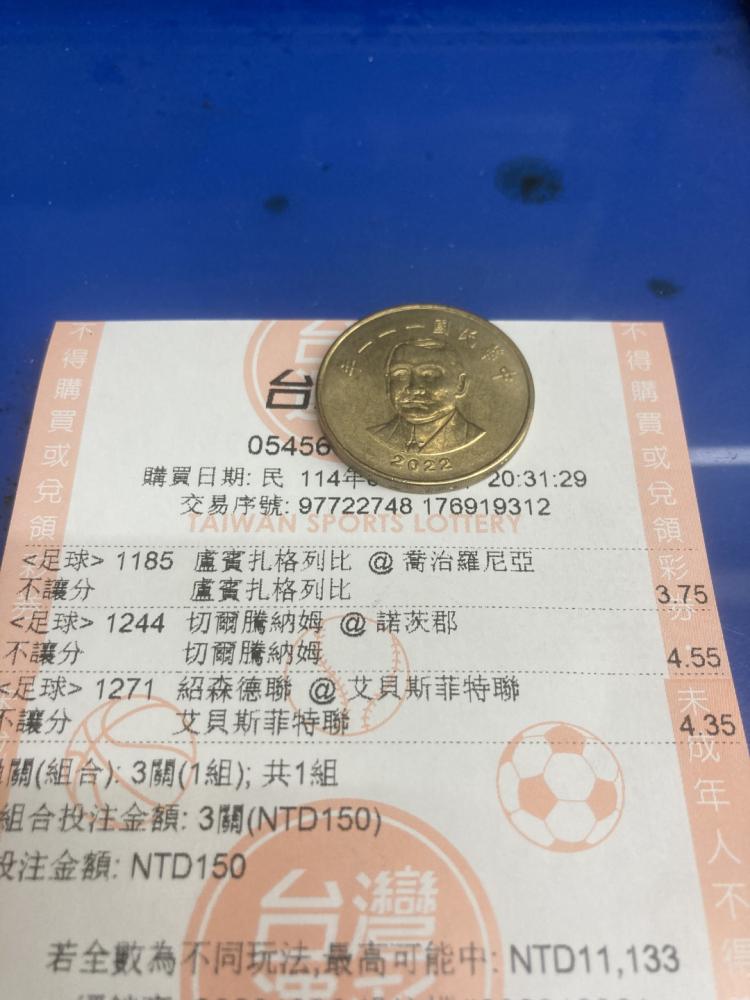 中華民國一一一年
2022
台
05456
購買日期: 民 114年 20:31:29
交易序號: 97722748 176919312
TAIWAN SPORTS LOTTERY
<足球> 1185 盧賓扎格列比 @ 喬治羅尼亞
不讓分 盧賓扎格列比 3.75
<足球> 1244 切爾騰納姆 @ 諾茨郡
不讓分 切爾騰納姆 4.55
<足球> 1271 紹森德聯 @ 艾貝斯菲特聯
不讓分 艾貝斯菲特聯 4.35
關(組合): 3關(1組); 共1組
組合投注金額: 3關(NTD150)
投注金額: NTD150
台灣
若全數為不同玩法,最高可能中: NTD11,133
不得購買或兌領
不得購買或兌領彩券
未成年人不得